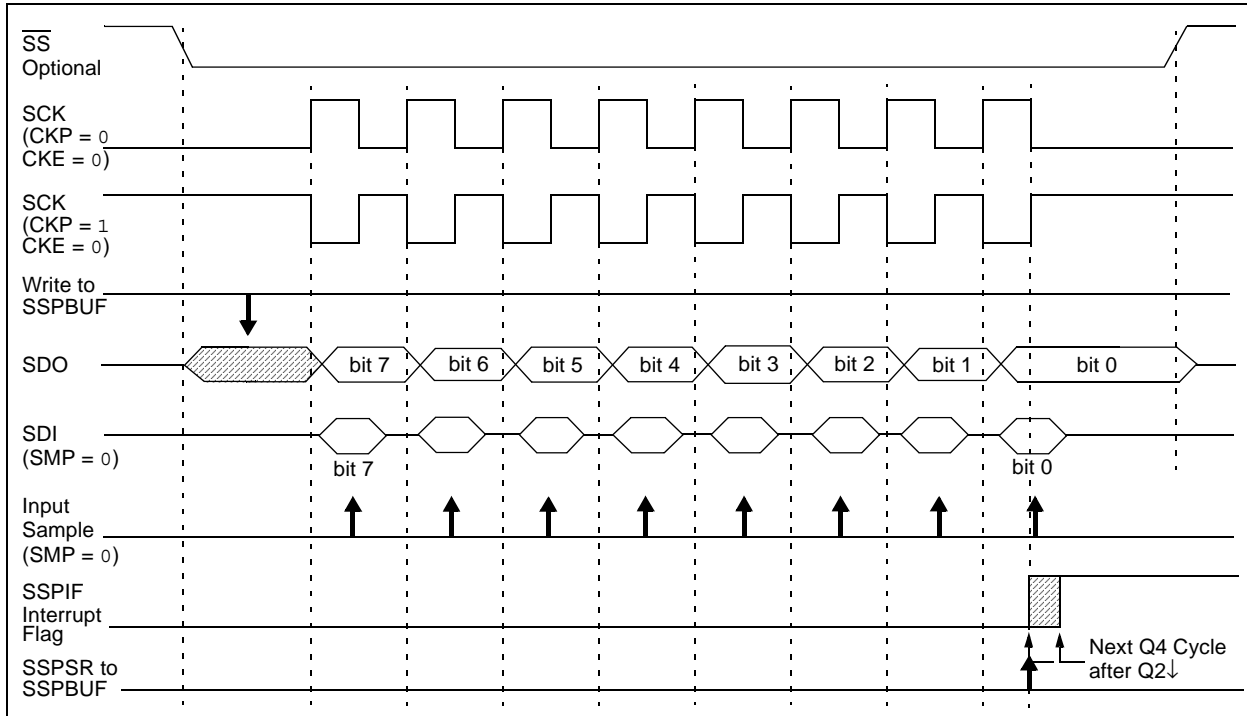 SS
Optional
SCK
(CKP = 0
CKE = 0)
SCK
(CKP = 1
CKE = 0)
Write to
SSPBUF
SDO
bit 7 bit 6 bit 5 bit 4 bit 3 bit 2 bit 1 bit 0
SDI
(SMP = 0)
bit 7 bit 0
Input
Sample
(SMP = 0)
SSPIF
Interrupt
Flag
Next Q4 Cycle
after Q2↓
SSPSR to
SSPBUF